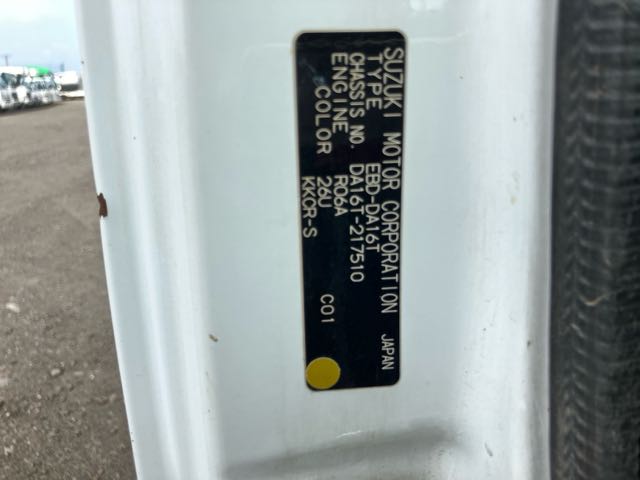 SUZUKI MOTOR CORPORATION JAPAN
TYPE EBD-DA16T
CHASSIS NO. DA16T-217510
ENGINE R06A
COLOR 26U C01
KKCR-S